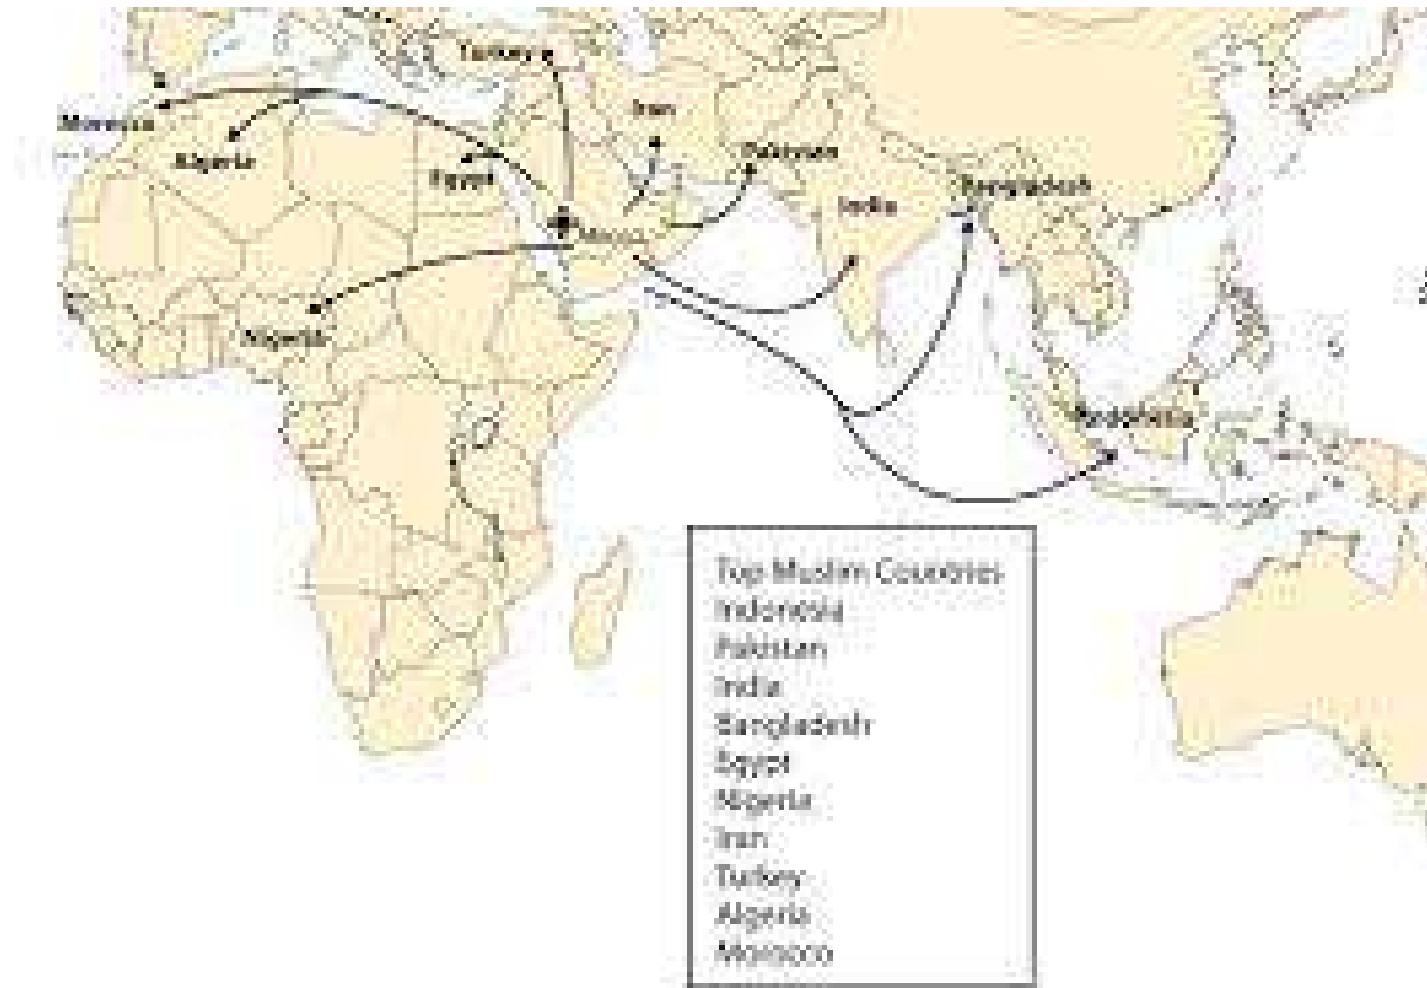 Turkey
Iran
Morocco
Pakistan
Algeria
Egypt
Bangladesh
India
Mecca
Nigeria
Indonesia
Top Muslim Countries
Indonesia
Pakistan
India
Bangladesh
Egypt
Nigeria
Iran
Turkey
Algeria
Morocco